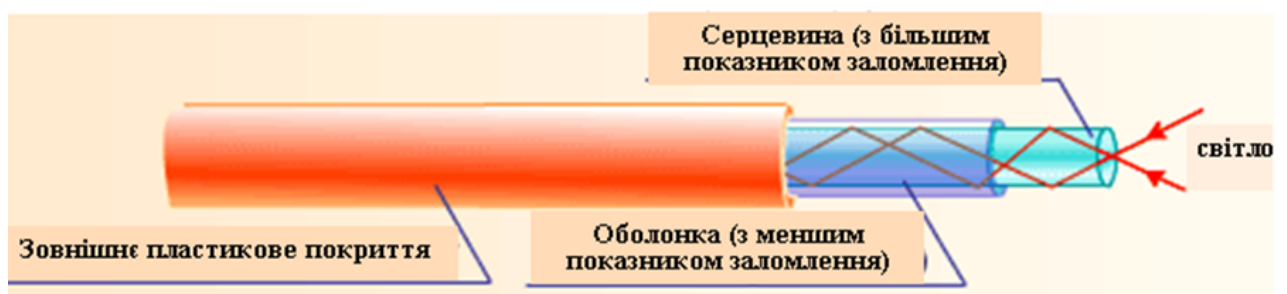 Серцевина (з більшим
показником заломлення)
світло
Зовнішнє пластикове покриття
Оболонка (з меншим
показником заломлення)